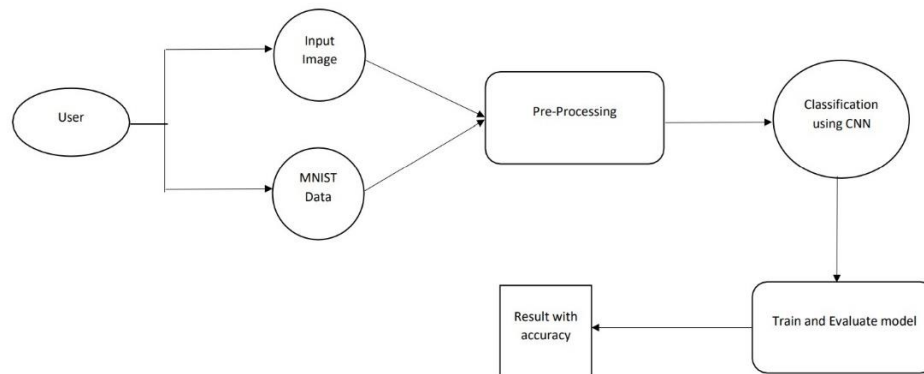 User
Input
Image
MNIST
Data
Pre-Processing
Classification
using CNN
Train and Evaluate model
Result with
accuracy